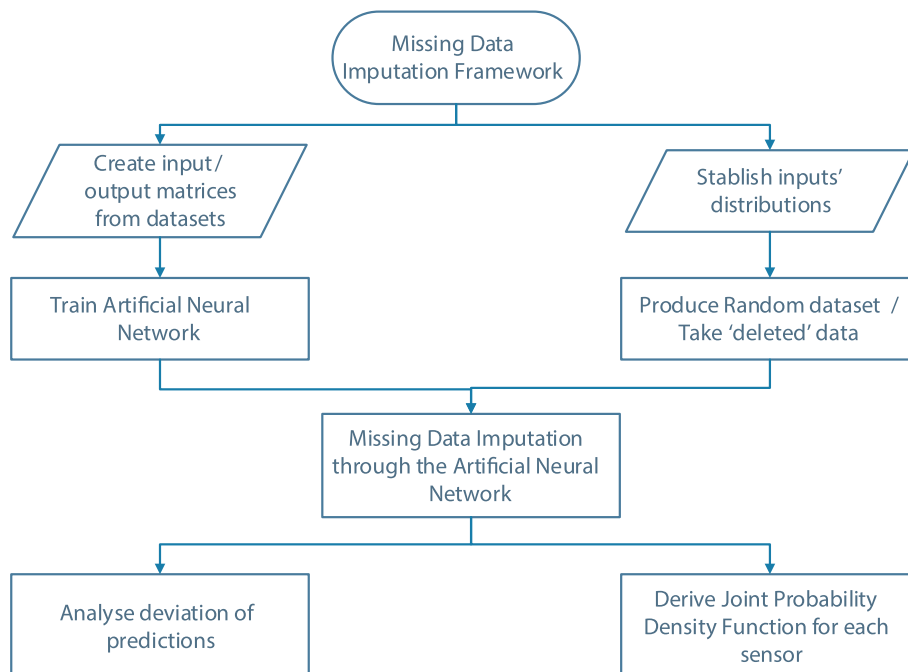 Missing Data
Imputation Framework
Create input /
output matrices
from datasets
Stablish inputs’
distributions
Train Artificial Neural
Network
Produce Random dataset /
Take ‘deleted’ data
Missing Data Imputation
through the Artificial Neural
Network
Analyse deviation of
predictions
Derive Joint Probability
Density Function for each
sensor